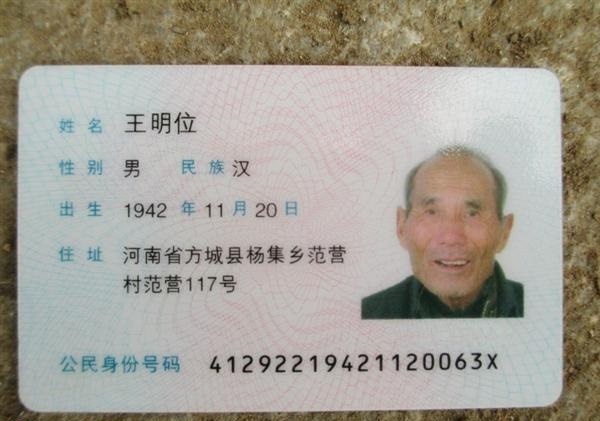 姓名 王明位
性别 男 民族 汉
出生 1942 年 11 月 20 日
住址 河南省方城县杨集乡范营
村范营117号
公民身份号码 41292219421120063X